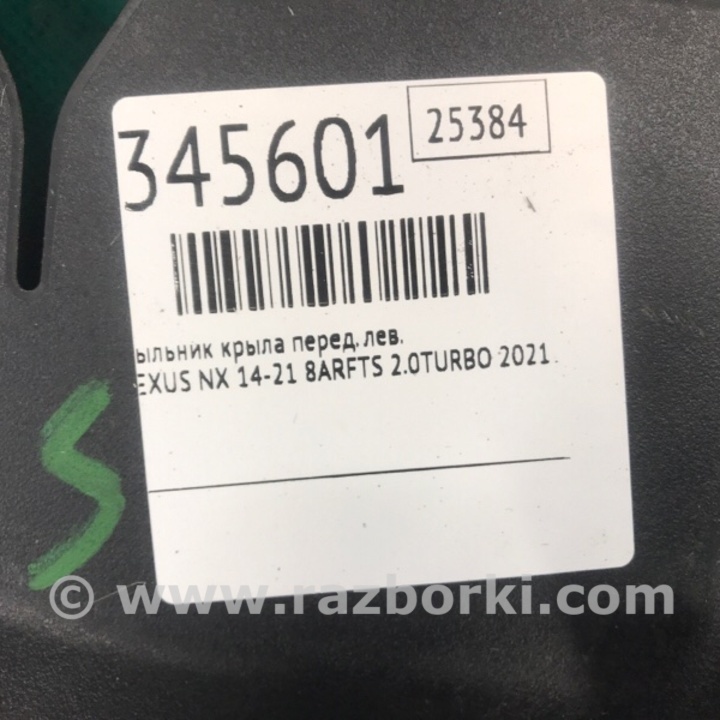 345601
25384
ыльник крыла перед. лев.
EXUS NX 14-21 8ARFTS 2.0TURBO 2021
S
© www.razborki.com